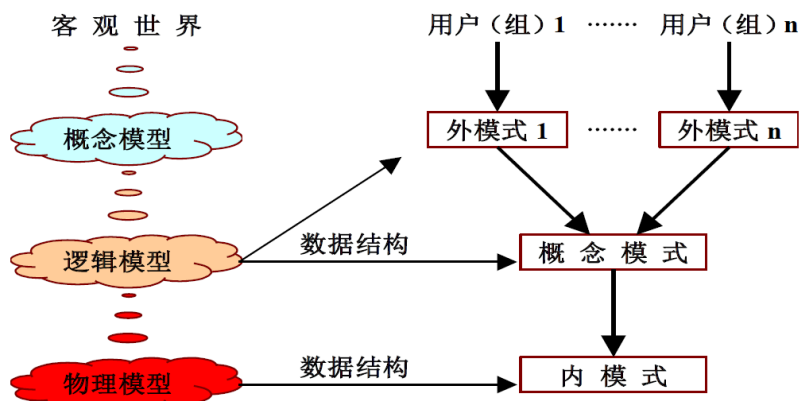 客 观 世 界
用户（组）1 ······· 用户（组）n
概念模型
外模式 1 ······· 外模式 n
逻辑模型
数据结构
概 念 模 式
物理模型
数据结构
内 模 式